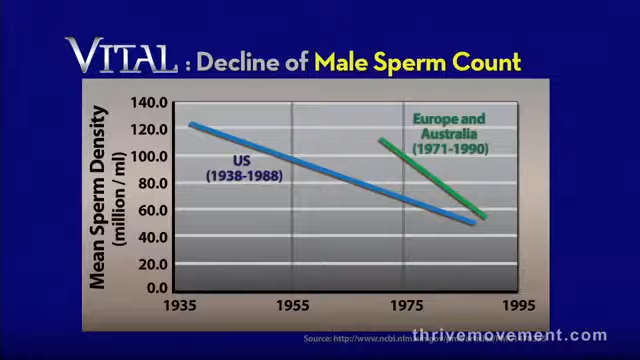 VITAL : Decline of Male Sperm Count
Mean Sperm Density
(million / ml)
140.0
120.0
100.0
80.0
60.0
40.0
20.0
0.0
US
(1938-1988)
Europe and
Australia
(1971-1990)
1935
1955
1975
1995
Source:
thrivemovement.com